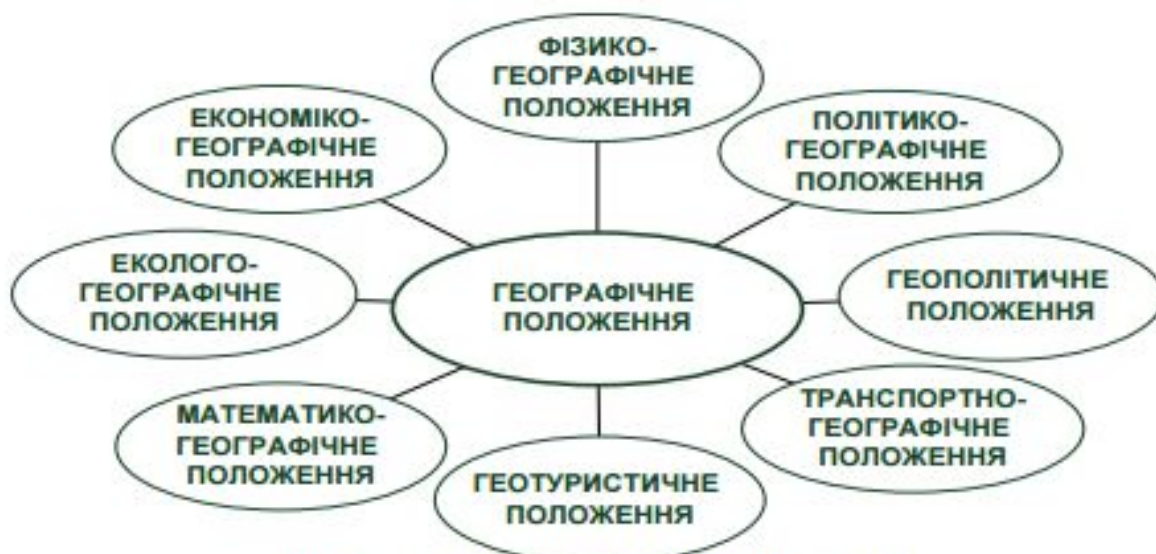 ФІЗИКО-
ГЕОГРАФІЧНЕ
ПОЛОЖЕННЯ
ЕКОНОМІКО-
ГЕОГРАФІЧНЕ
ПОЛОЖЕННЯ
ПОЛІТИКО-
ГЕОГРАФІЧНЕ
ПОЛОЖЕННЯ
ЕКОЛОГО-
ГЕОГРАФІЧНЕ
ПОЛОЖЕННЯ
ГЕОГРАФІЧНЕ
ПОЛОЖЕННЯ
ГЕОПОЛІТИЧНЕ
ПОЛОЖЕННЯ
МАТЕМАТИКО-
ГЕОГРАФІЧНЕ
ПОЛОЖЕННЯ
ГЕОТУРИСТИЧНЕ
ПОЛОЖЕННЯ
ТРАНСПОРТНО-
ГЕОГРАФІЧНЕ
ПОЛОЖЕННЯ